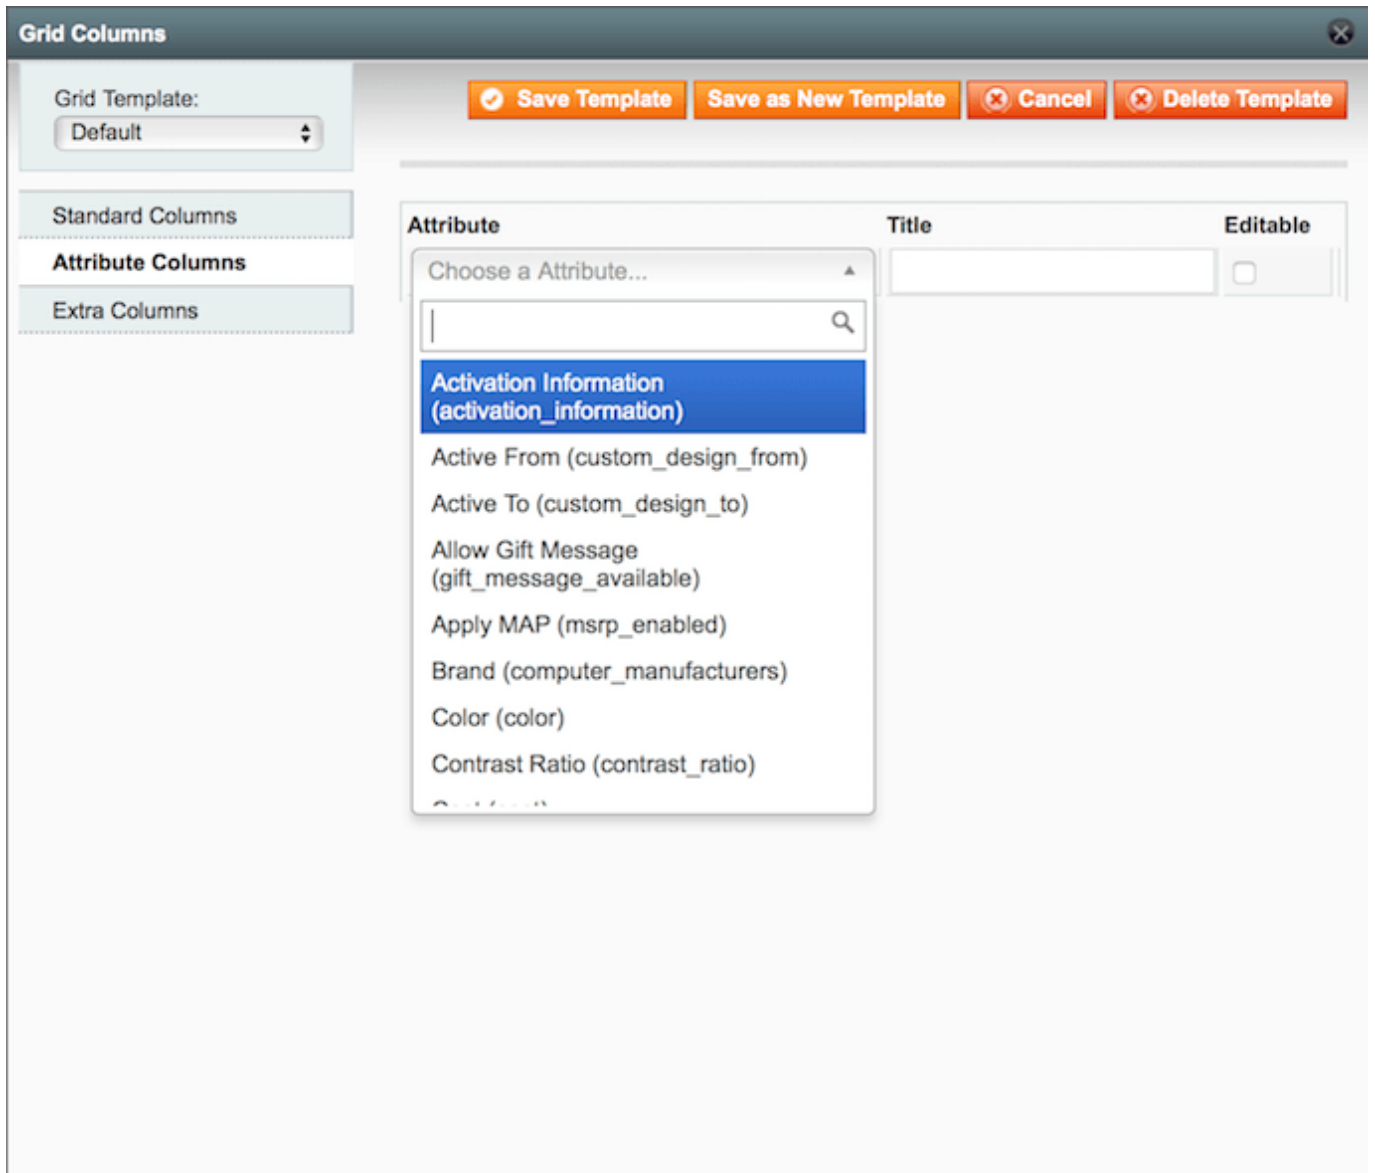 Grid Columns
Grid Template:
Default
Save Template
Save as New Template
Cancel
Delete Template
Standard Columns
Attribute Columns
Extra Columns
Attribute
Title
Editable
Choose a Attribute...
Activation Information
(activation_information)
Active From (custom_design_from)
Active To (custom_design_to)
Allow Gift Message
(gift_message_available)
Apply MAP (msrp_enabled)
Brand (computer_manufacturers)
Color (color)
Contrast Ratio (contrast_ratio)